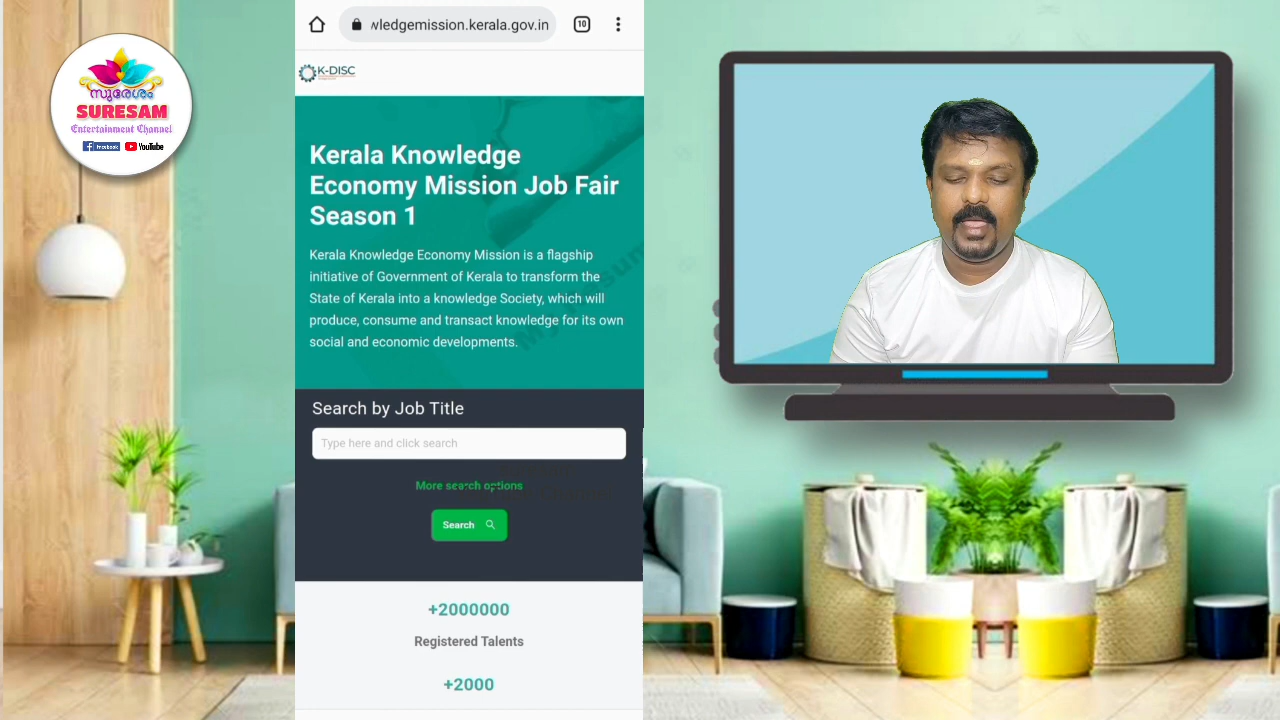 സുരേശം
SURESAM
Entertainment Channel
Facebook
YouTube
wledgemission.kerala.gov.in
10
K-DISC
Kerala Knowledge
Economy Mission Job Fair
Season 1
Kerala Knowledge Economy Mission is a flagship
initiative of Government of Kerala to transform the
State of Kerala into a knowledge Society, which will
produce, consume and transact knowledge for its own
social and economic developments.
Search by Job Title
Type here and click search
More search options
Search
+2000000
Registered Talents
+2000